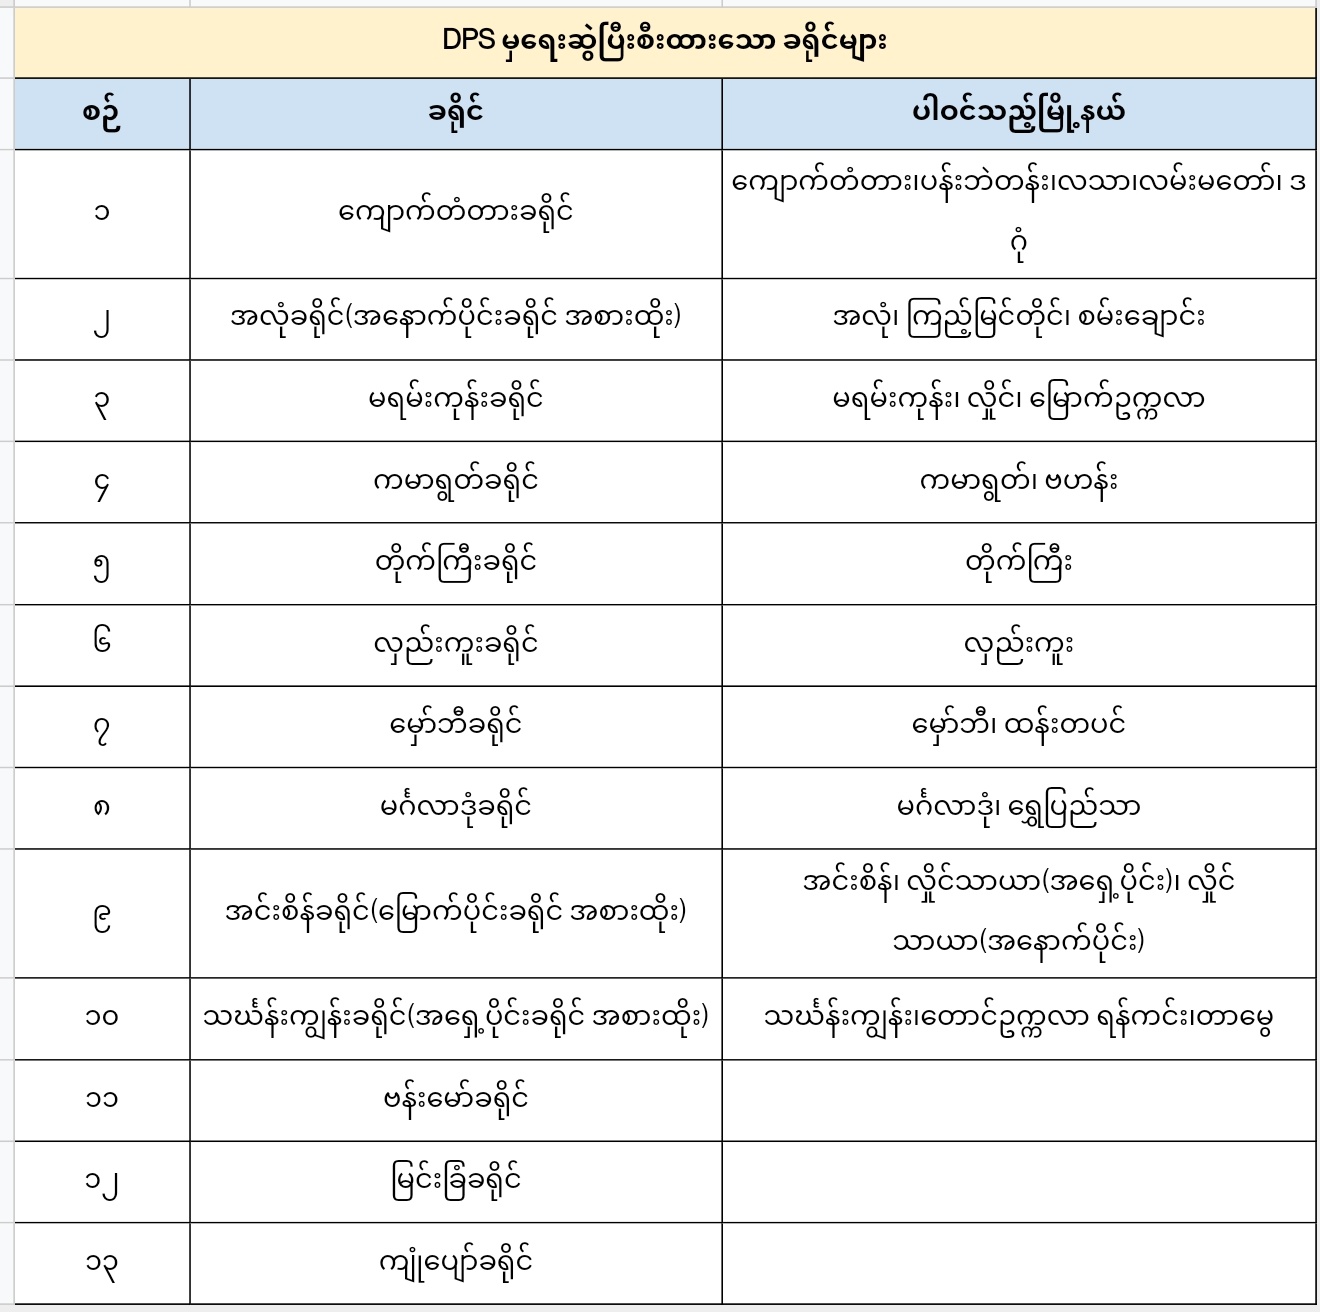 DPS မှရေးဆွဲပြီးစီးထားသော ခရိုင်များ
စဉ် ခရိုင် ပါဝင်သည့်မြို့နယ်
၁ ကျောက်တံတားခရိုင် ကျောက်တံတား၊ပန်းဘဲတန်း၊လသာ၊လမ်းမတော်၊ ဒ
ဂုံ
၂ အလုံခရိုင်(အနောက်ပိုင်းခရိုင် အစားထိုး) အလုံ၊ ကြည့်မြင်တိုင်၊ စမ်းချောင်း
၃ မရမ်းကုန်းခရိုင် မရမ်းကုန်း၊ လှိုင်၊ မြောက်ဥက္ကလာ
၄ ကမာရွတ်ခရိုင် ကမာရွတ်၊ ဗဟန်း
၅ တိုက်ကြီးခရိုင် တိုက်ကြီး
၆ လှည်းကူးခရိုင် လှည်းကူး
၇ မှော်ဘီခရိုင် မှော်ဘီ၊ ထန်းတပင်
၈ မင်္ဂလာဒုံခရိုင် မင်္ဂလာဒုံ၊ ရွှေပြည်သာ
၉ အင်းစိန်ခရိုင်(မြောက်ပိုင်းခရိုင် အစားထိုး) အင်းစိန်၊ လှိုင်သာယာ(အရှေ့ပိုင်း)၊ လှိုင်
သာယာ(အနောက်ပိုင်း)
၁၀ သင်္ဃန်းကျွန်းခရိုင်(အရှေ့ပိုင်းခရိုင် အစားထိုး) သင်္ဃန်းကျွန်း၊တောင်ဥက္ကလာ ရန်ကင်း၊တာမွေ
၁၁ ဗန်းမော်ခရိုင်
၁၂ မြင်းခြံခရိုင်
၁၃ ကျုံပျော်ခရိုင်